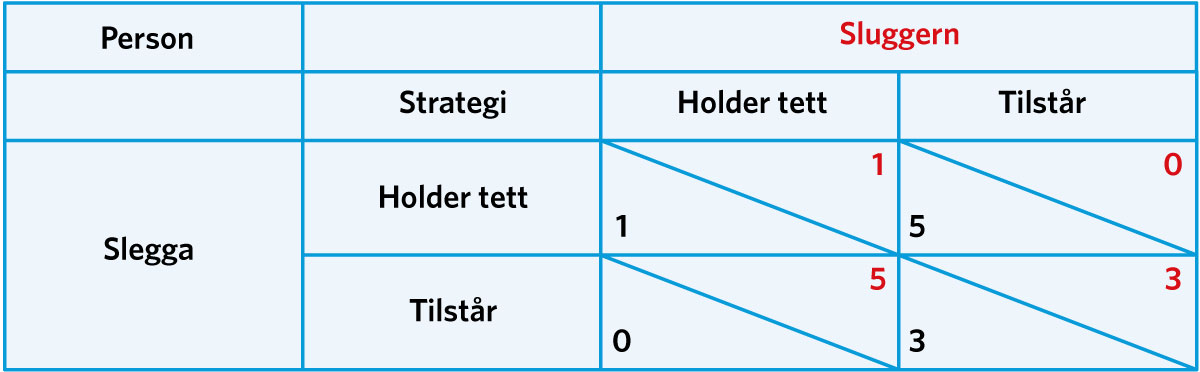 Person Sluggern
Strategi Holder tett Tilstår
Slegga Holder tett 1 1 5 0
Tilstår 0 5 3 3